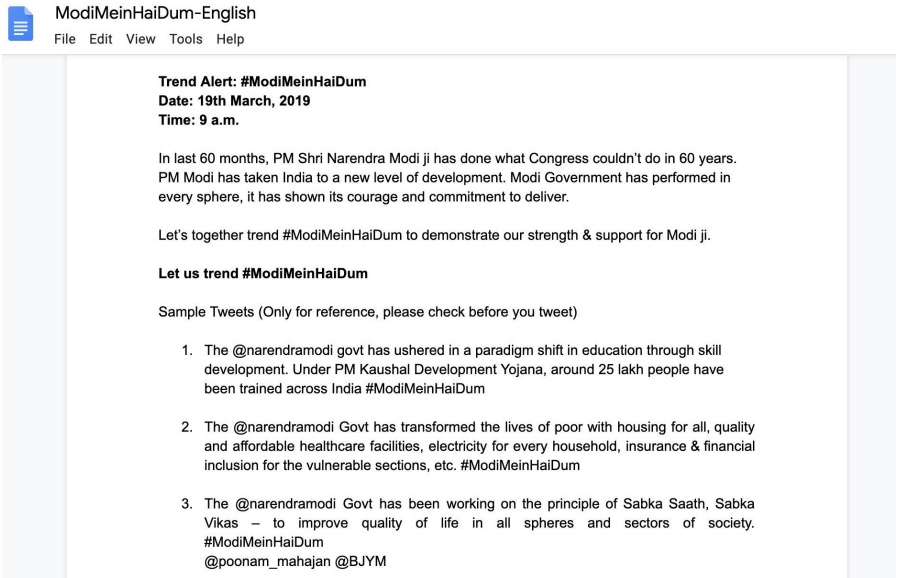 ModiMeinHaiDum-English
File Edit View Tools Help
Trend Alert: #ModiMeinHaiDum
Date: 19th March, 2019
Time: 9 a.m.
In last 60 months, PM Shri Narendra Modi ji has done what Congress couldn't do in 60 years.
PM Modi has taken India to a new level of development. Modi Government has performed in
every sphere, it has shown its courage and commitment to deliver.
Let's together trend #ModiMeinHaiDum to demonstrate our strength & support for Modi ji.
Let us trend #ModiMeinHaiDum
Sample Tweets (Only for reference, please check before you tweet)
1. The @narendramodi govt has ushered in a paradigm shift in education through skill
development. Under PM Kaushal Development Yojana, around 25 lakh people have
been trained across India #ModiMeinHaiDum
2. The @narendramodi Govt has transformed the lives of poor with housing for all, quality
and affordable healthcare facilities, electricity for every household, insurance & financial
inclusion for the vulnerable sections, etc. #ModiMeinHaiDum
3. The @narendramodi Govt has been working on the principle of Sabka Saath, Sabka
Vikas – to improve quality of life in all spheres and sectors of society.
#ModiMeinHaiDum
@poonam_mahajan @BJYM